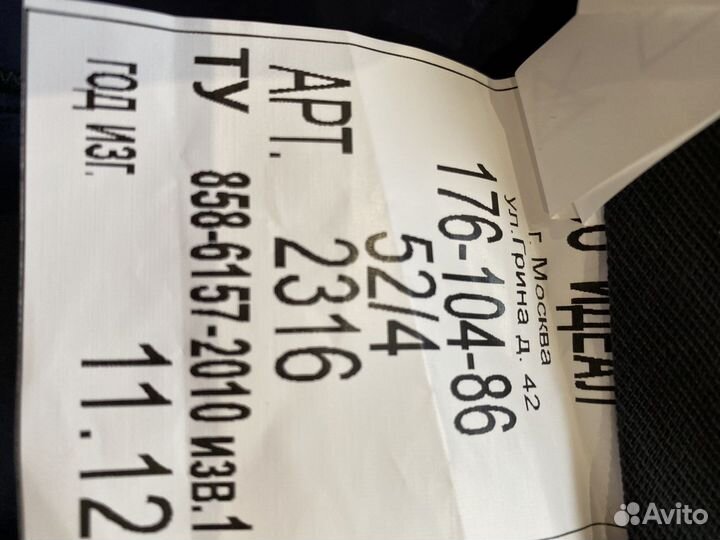 ИДЕАЛ
г. Москва
ул.Грина д. 42
176-104-86
52/4
АРТ. 2316
ТУ 858-6157-2010 ИЗВ.1
ГОД ИЗГ. 11.12
Avito